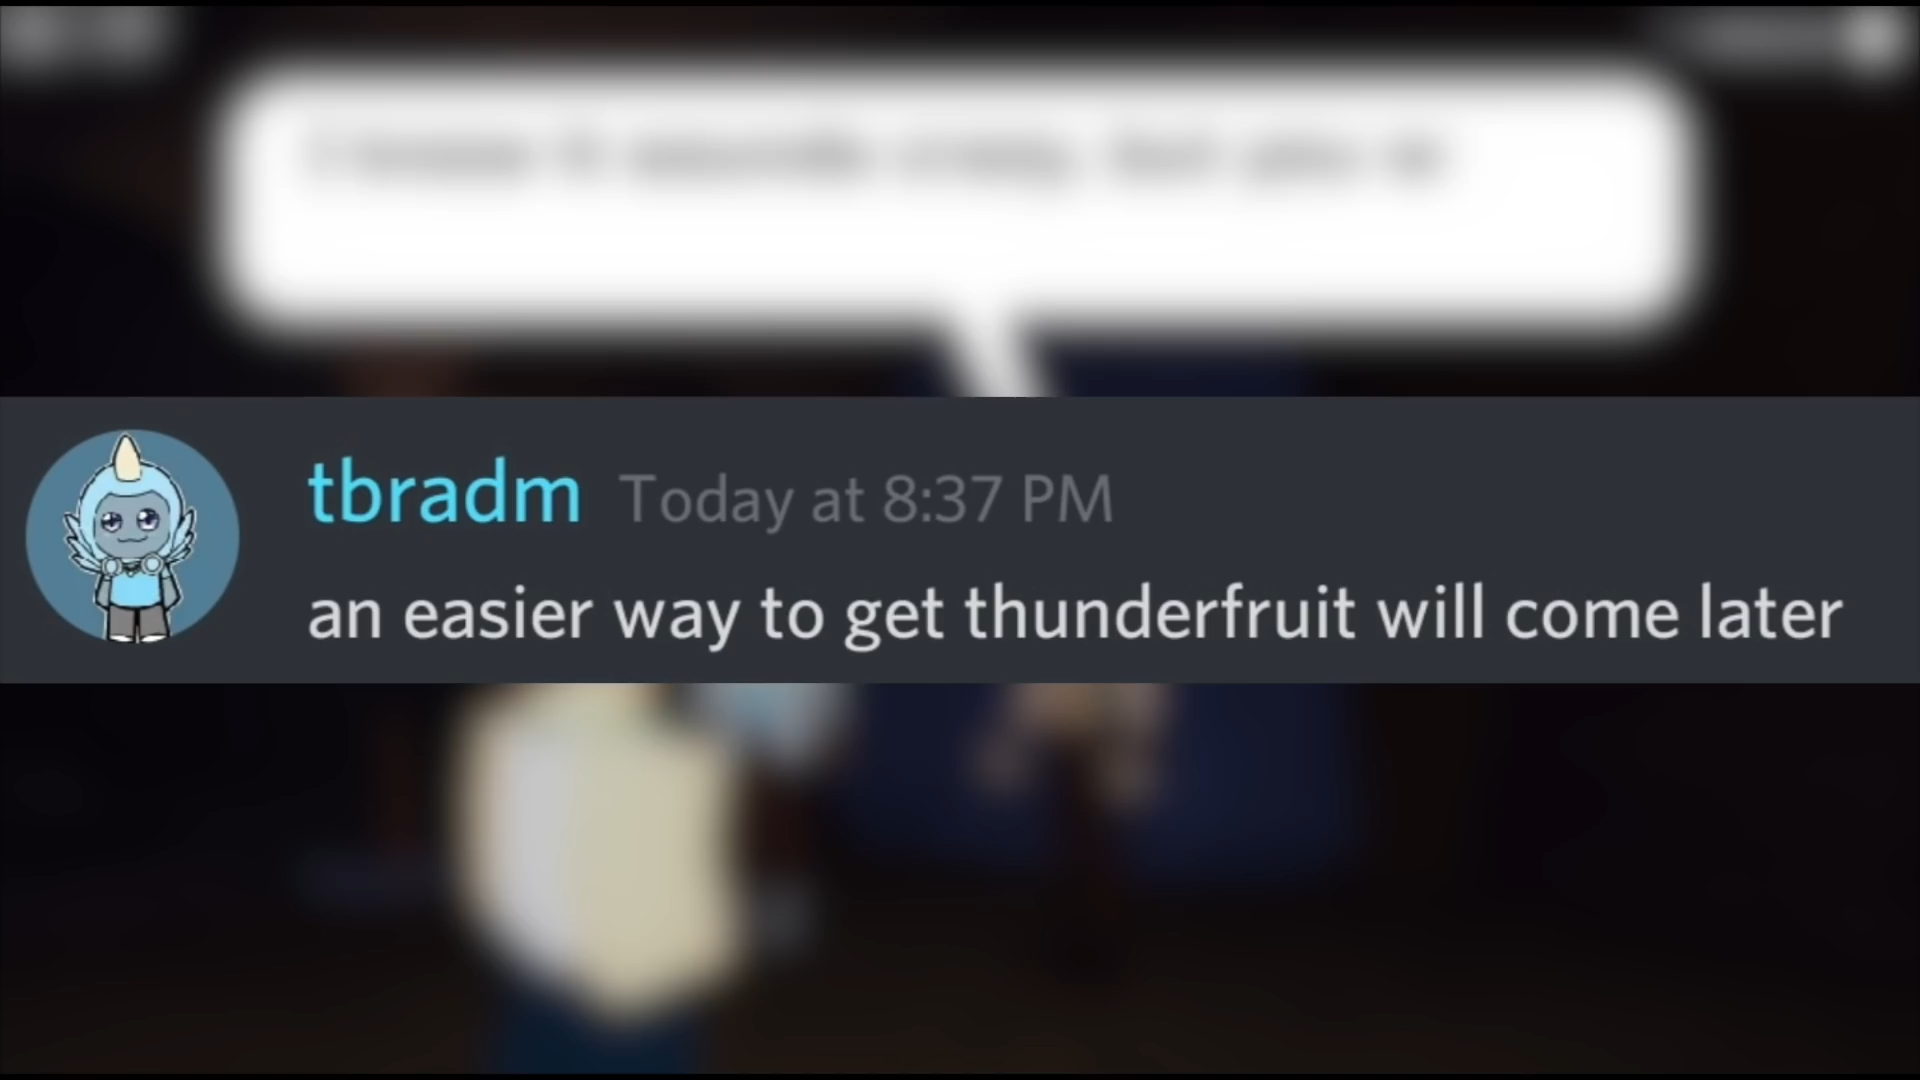 tbradm Today at 8:37 PM
an easier way to get thunderfruit will come later